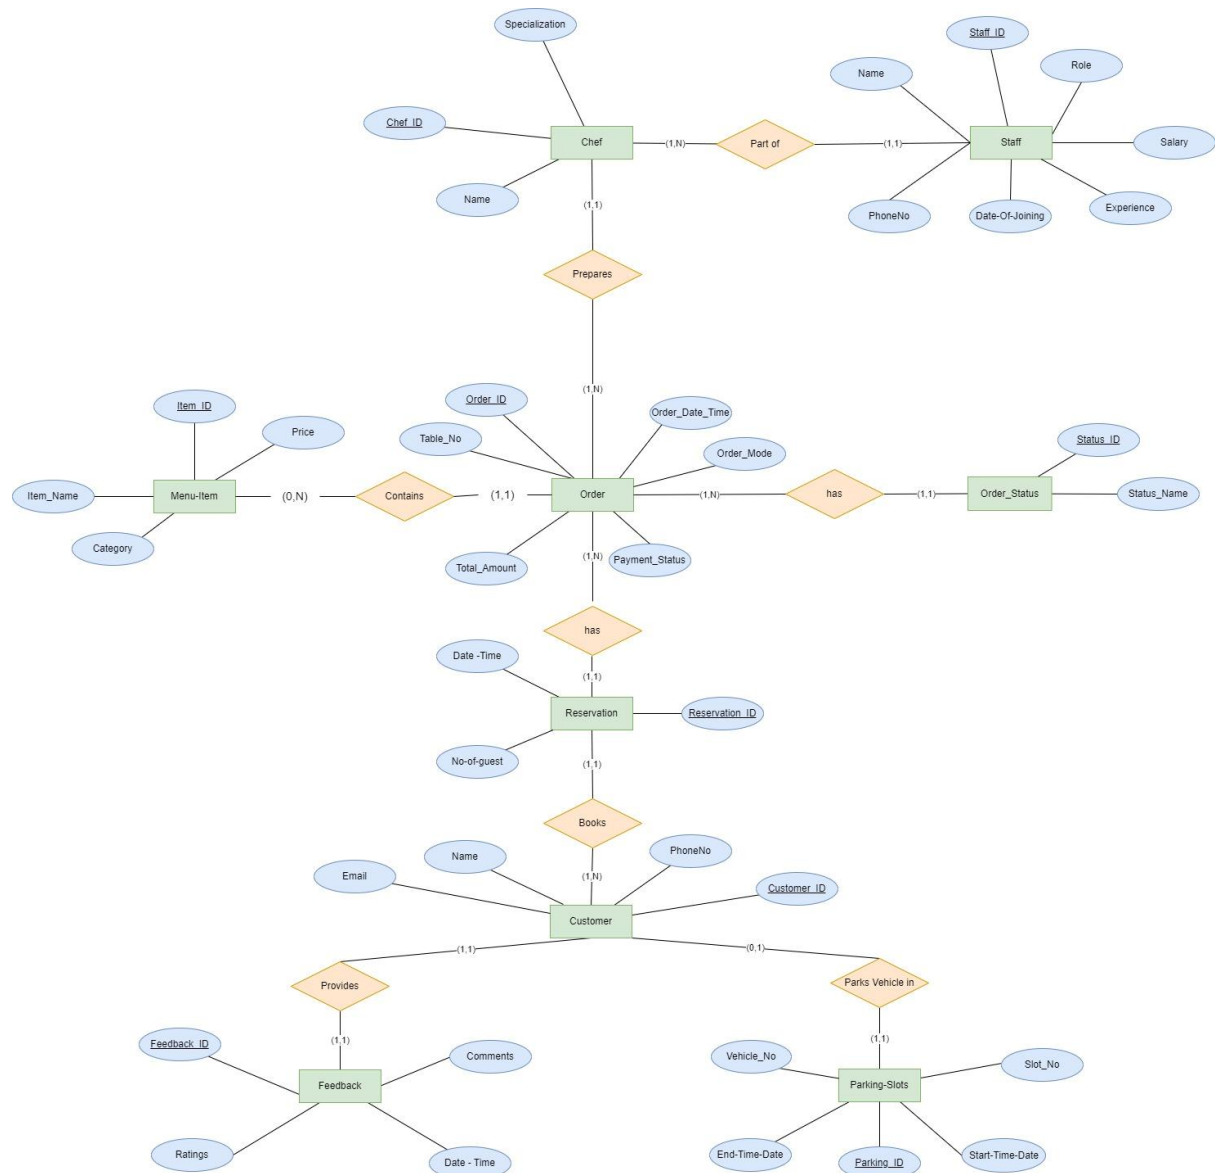 Specialization
Staff_ID
Role
Name
Chef_ID
Chef
(1,N)
Part of
(1,1)
Staff
Salary
Name
(1,1)
PhoneNo
Date-Of-Joining
Experience
Prepares
(1,N)
Item_ID
Price
Order_ID
Order_Date_Time
Table_No
Order_Mode
Status_ID
Item_Name
Menu-Item
(0,N)
Contains
(1,1)
Order
(1,N)
has
(1,1)
Order_Status
Status_Name
Category
Total_Amount
(1,N)
Payment_Status
has
Date -Time
(1,1)
Reservation
Reservation_ID
No-of-guest
(1,1)
Books
Name
PhoneNo
Email
(1,N)
Customer_ID
Customer
(1,1)
(0,1)
Provides
Parks Vehicle in
(1,1)
(1,1)
Feedback_ID
Comments
Vehicle_No
Slot_No
Feedback
Parking-Slots
Ratings
Date - Time
End-Time-Date
Parking_ID
Start-Time-Date